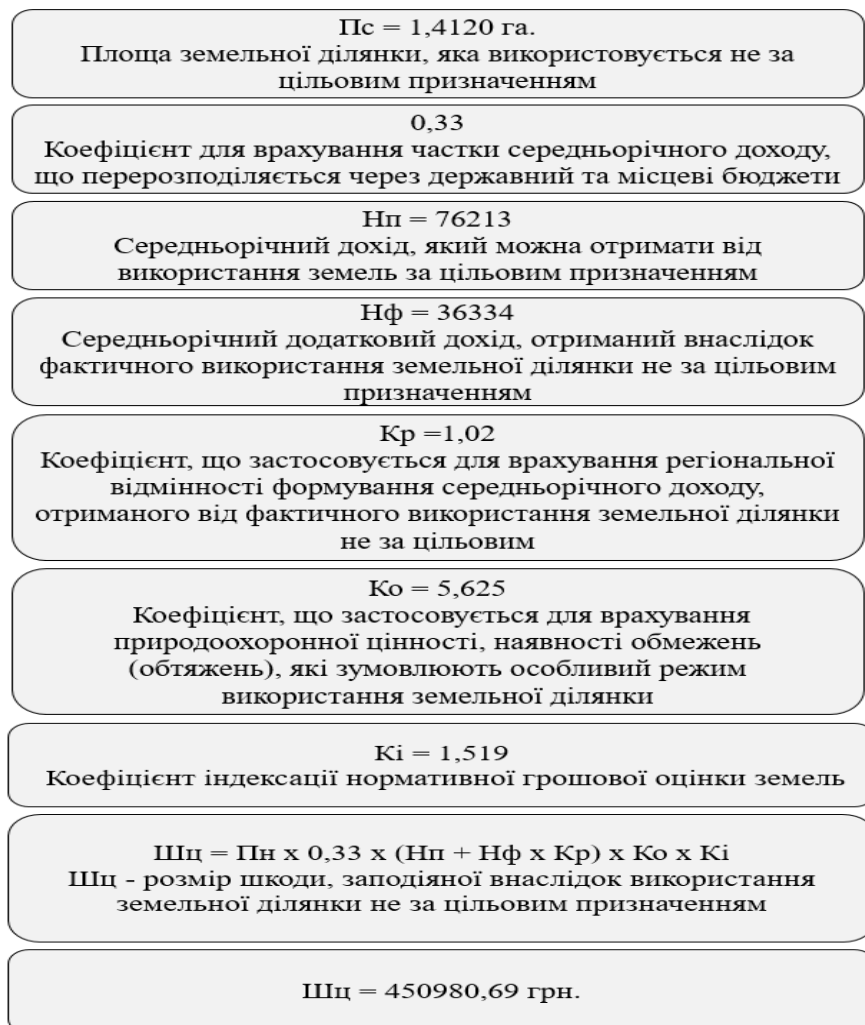 Пс = 1,4120 га.
Площа земельної ділянки, яка використовується не за
цільовим призначенням
0,33
Коефіцієнт для врахування частки середньорічного доходу,
що перерозподіляється через державний та місцеві бюджети
Нп = 76213
Середньорічний дохід, який можна отримати від
використання земель за цільовим призначенням
Нф = 36334
Середньорічний додатковий дохід, отриманий внаслідок
фактичного використання земельної ділянки не за цільовим
призначенням
Кр =1,02
Коефіцієнт, що застосовується для врахування регіональної
відмінності формування середньорічного доходу,
отриманого від фактичного використання земельної ділянки
не за цільовим
Ко = 5,625
Коефіцієнт, що застосовується для врахування
природоохоронної цінності, наявності обмежень
(обтяжень), які зумовлюють особливий режим
використання земельної ділянки
Кі = 1,519
Коефіцієнт індексації нормативної грошової оцінки земель
Шц = Пн х 0,33 х (Нп + Нф х Кр) х Ко х Кі
Шц - розмір шкоди, заподіяної внаслідок використання
земельної ділянки не за цільовим призначенням
Шц = 450980,69 грн.